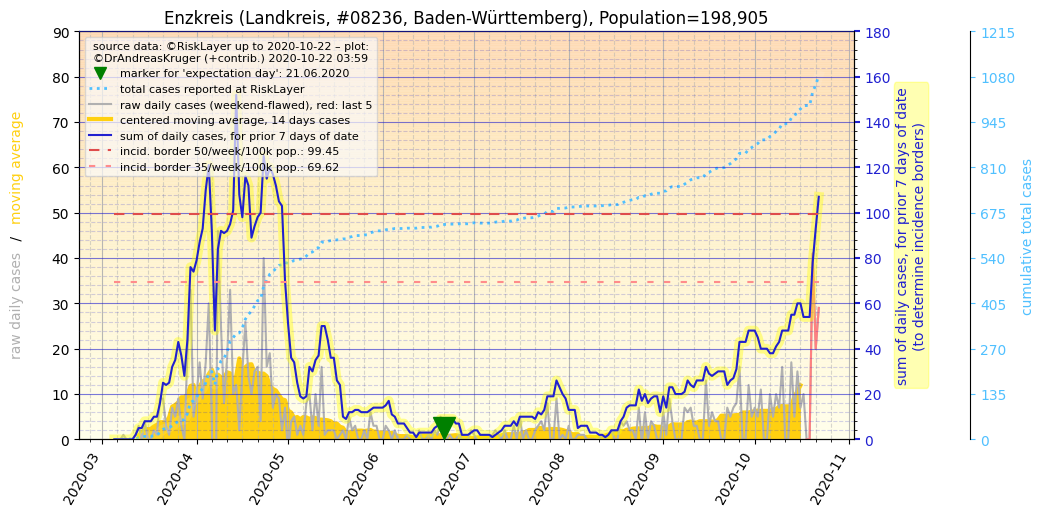 Enzkreis (Landkreis, #08236, Baden-Württemberg), Population=198,905
source data: ©RiskLayer up to 2020-10-22 – plot:
©DrAndreasKruger (+contrib.) 2020-10-22 03:59
marker for 'expectation day': 21.06.2020
total cases reported at RiskLayer
raw daily cases (weekend-flawed), red: last 5
centered moving average, 14 days cases
sum of daily cases, for prior 7 days of date
incid. border 50/week/100k pop.: 99.45
incid. border 35/week/100k pop.: 69.62
raw daily cases / moving average
90
80
70
60
50
40
30
20
10
0
2020-03
2020-04
2020-05
2020-06
2020-07
2020-08
2020-09
2020-10
2020-11
180
160
140
120
100
80
60
40
20
0
sum of daily cases, for prior 7 days of date
(to determine incidence borders)
1215
1080
945
810
675
540
405
270
135
0
cumulative total cases